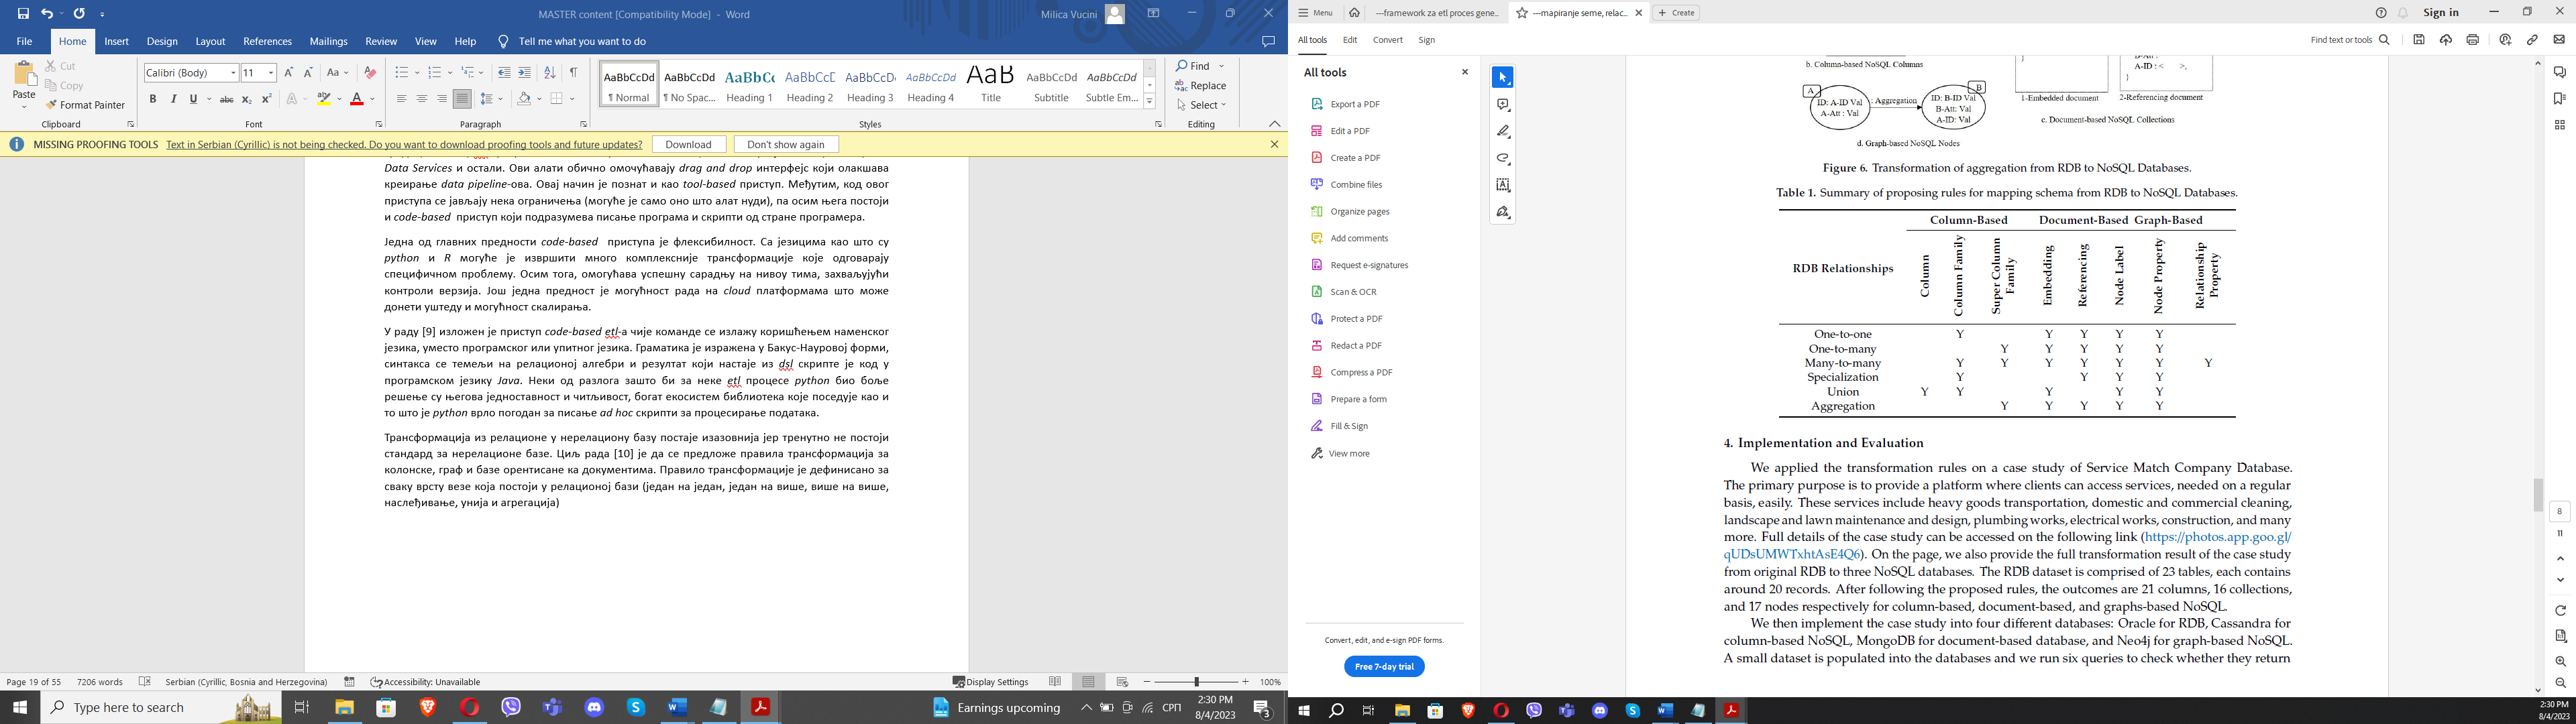 MASTER content [Compatibility Mode] - Word
Milica Vucini
File Home Insert Design Layout References Mailings Review View Help Tell me what you want to do
Paste
Cut
Copy
Format Painter
Clipboard
Calibri (Body) 11
Font
Paragraph
AaBbCcDd AaBbCcDd AaBbCc AaBbCcD AaBbCcDd AaBbCcDd AaB AaBbCcDd AaBbCcDd
¶ Normal ¶ No Spac... Heading 1 Heading 2 Heading 3 Heading 4 Title Subtitle Subtle Em...
Styles
Find
Replace
Select
Editing
MISSING PROOFING TOOLS Text in Serbian (Cyrillic) is not being checked. Do you want to download proofing tools and future updates? Download Don't show again
Data Services и остали. Ови алати обично омоћућавају drag and drop интерфејс који олакшава
креирање data pipeline-ова. Овај начин је познат и као tool-based приступ. Међутим, код овог
приступа се јављају нека ограничења (могуће је само оно што алат нуди), па осим њега постоји
и code-based приступ који подразумева писање програма и скрипти од стране програмера.
Једна од главних предности code-based приступа је флексибилност. Са језицима као што су
python и R могуће је извршити много комплексније трансформације које одговарају
специфичном проблему. Осим тога, омогућава успешну сарадњу на нивоу тима, захваљујући
контроли верзија. Још једна предност је могућност рада на cloud платформама што може
донети уштеду и могућност скалирања.
У раду [9] изложен је приступ code-based etl-а чије команде се излажу коришћењем наменског
језика, уместо програмског или упитног језика. Граматика је изражена у Бакус-Науровој форми,
синтакса се темељи на релационој алгебри и резултат који настаје из dsl скрипте је код у
програмском језику Java. Неки од разлога зашто би за неке etl процесе python био боље
решење су његова једноставност и читљивост, богат екосистем библиотека које поседује као и
то што је python врло погодан за писање ad hoc скрипти за процесирање података.
Трансформација из релационе у нерелациону базу постаје изазовнија јер тренутно не постоји
стандард за нерелационе базе. Циљ рада [10] је да се предложе правила трансформација за
колонске, граф и базе орентисане ка документима. Правило трансформације је дефинисано за
сваку врсту везе која постоји у релационој бази (један на један, један на више, више на више,
наслеђивање, унија и агрегација)
Page 19 of 55 7206 words Serbian (Cyrillic, Bosnia and Herzegovina) Accessibility: Unavailable Display Settings 100%
Type here to search
Earnings upcoming
СРП
2:30 PM
8/4/2023
3
Menu ---framework za etl proces gene... ---mapiranje seme, relac... Create
Sign in
All tools Edit Convert Sign
Find text or tools
All tools
Export a PDF
Edit a PDF
Create a PDF
Combine files
Organize pages
Add comments
Request e-signatures
Scan & OCR
Protect a PDF
Redact a PDF
Compress a PDF
Prepare a form
Fill & Sign
View more
Convert, edit, and e-sign PDF forms.
Free 7-day trial
b. Column-based NoSQL Columns
A
ID: A-ID Val
A-Att : Val
: Aggregation
B
ID: B-ID Val
B-Att: Val
A-ID: Val
d. Graph-based NoSQL Nodes
}
A-ID : < >,
}
1-Embedded document 2-Referencing document
c. Document-based NoSQL Collections
Figure 6. Transformation of aggregation from RDB to NoSQL Databases.
Table 1. Summary of proposing rules for mapping schema from RDB to NoSQL Databases.
Column-Based Document-Based Graph-Based
RDB Relationships Column Column Family Super Column Family Embedding Referencing Node Label Node Property Relationship Property
One-to-one Y Y Y Y Y
One-to-many Y Y Y Y Y
Many-to-many Y Y Y Y Y Y Y
Specialization Y Y Y Y
Union Y Y Y Y Y
Aggregation Y Y Y Y Y
4. Implementation and Evaluation
We applied the transformation rules on a case study of Service Match Company Database.
The primary purpose is to provide a platform where clients can access services, needed on a regular
basis, easily. These services include heavy goods transportation, domestic and commercial cleaning,
landscape and lawn maintenance and design, plumbing works, electrical works, construction, and many
more. Full details of the case study can be accessed on the following link (https://photos.app.goo.gl/
qUDsUMWTxhtAsE4Q6). On the page, we also provide the full transformation result of the case study
from original RDB to three NoSQL databases. The RDB dataset is comprised of 23 tables, each contains
around 20 records. After following the proposed rules, the outcomes are 21 columns, 16 collections,
and 17 nodes respectively for column-based, document-based, and graphs-based NoSQL.
We then implement the case study into four different databases: Oracle for RDB, Cassandra for
column-based NoSQL, MongoDB for document-based database, and Neo4j for graph-based NoSQL.
A small dataset is populated into the databases and we run six queries to check whether they return
8
11
2:30 PM
8/4/2023